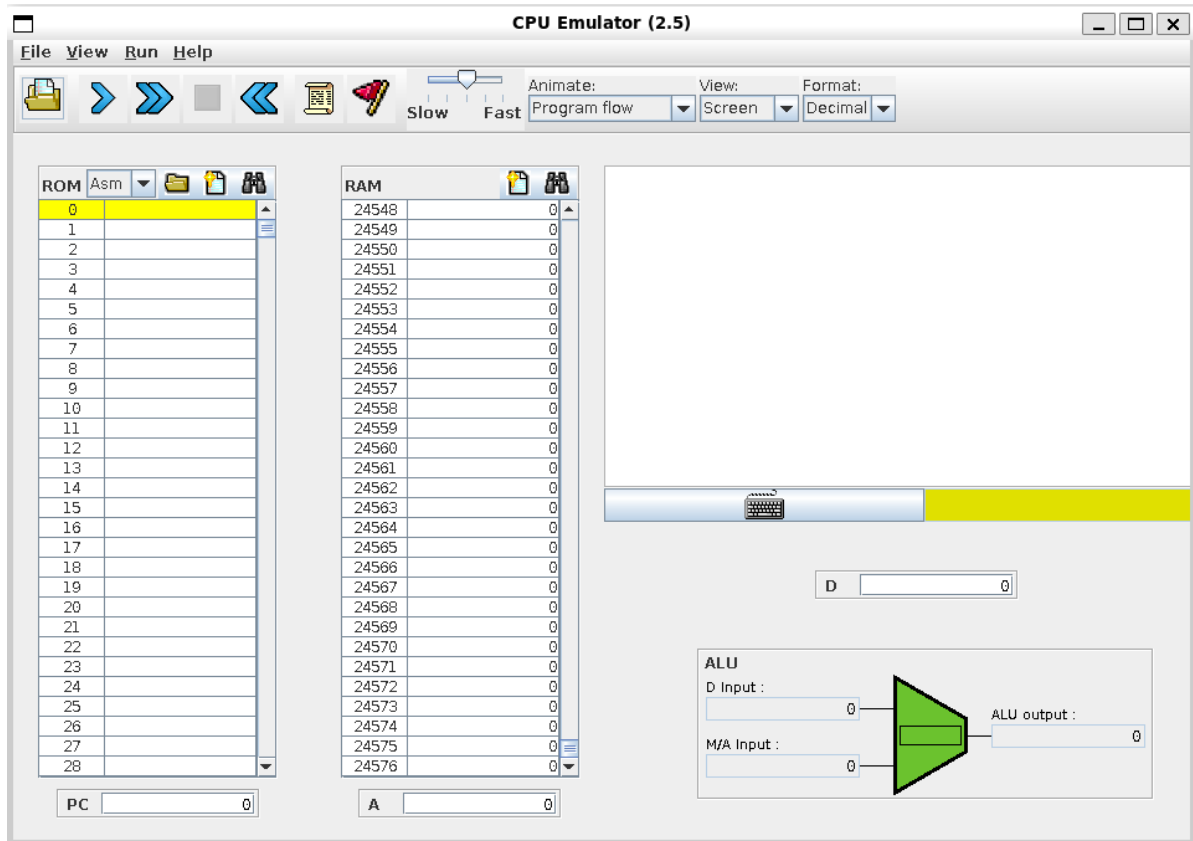 CPU Emulator (2.5)
File View Run Help
Animate: View: Format:
Slow Fast Program flow Screen Decimal
ROM Asm RAM
0 24548 0
1 24549 0
2 24550 0
3 24551 0
4 24552 0
5 24553 0
6 24554 0
7 24555 0
8 24556 0
9 24557 0
10 24558 0
11 24559 0
12 24560 0
13 24561 0
14 24562 0
15 24563 0
16 24564 0
17 24565 0
18 24566 0
19 24567 0
20 24568 0
21 24569 0
22 24570 0
23 24571 0
24 24572 0
25 24573 0
26 24574 0
27 24575 0
28 24576 0
PC 0 A 0
D 0
ALU
D Input :
0
ALU output :
0
M/A Input :
0